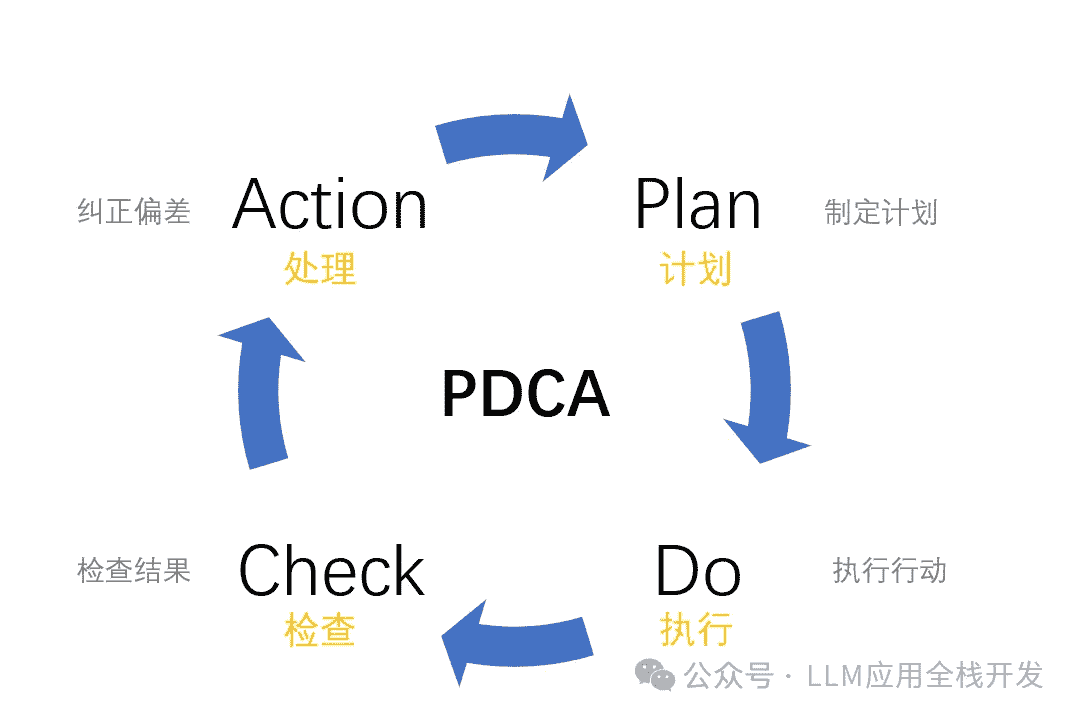 纠正偏差
Action
处理
Plan
计划
制定计划
PDCA
检查结果
Check
检查
Do
执行
执行行动
公众号 · LLM应用全栈开发